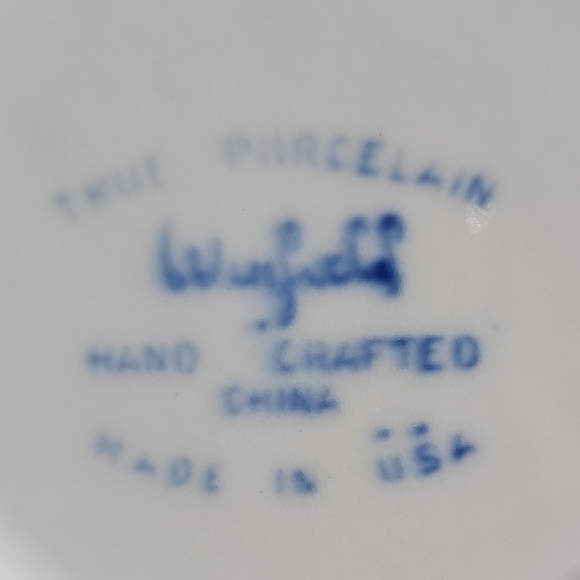 TRUE PORCELAIN
Winfield
HAND CRAFTED
CHINA
MADE IN USA